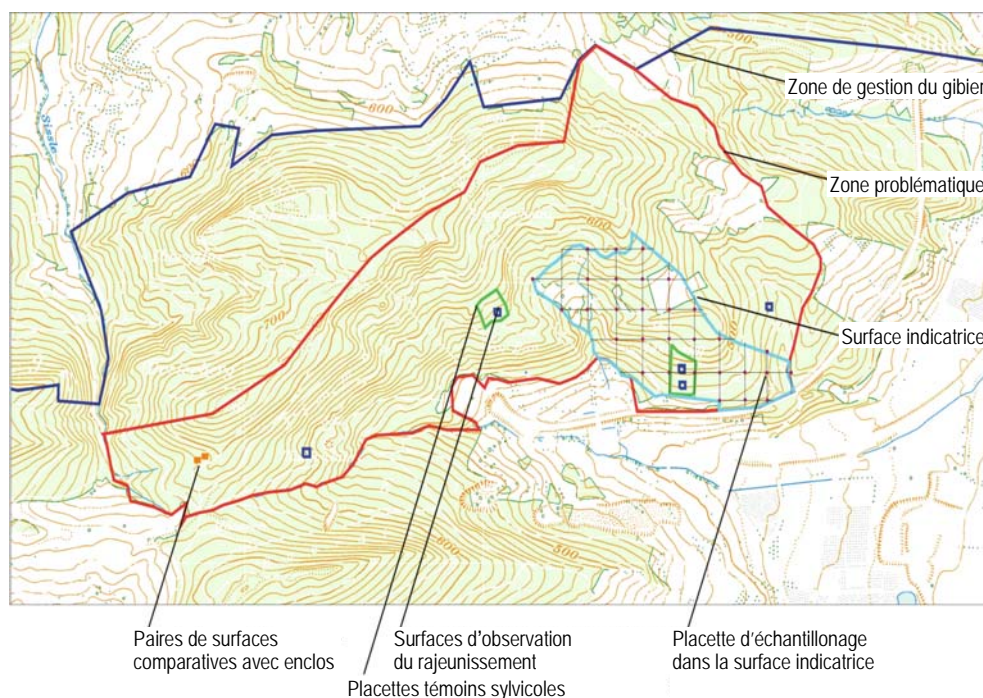 500
Zone de gestion du gibier
Sissle
600
Zone problématique
600
700
Surface indicatrice
600
500
Paires de surfaces
comparatives avec enclos
Surfaces d'observation
du rajeunissement
Placettes témoins sylvicoles
Placette d'échantillonage
dans la surface indicatrice